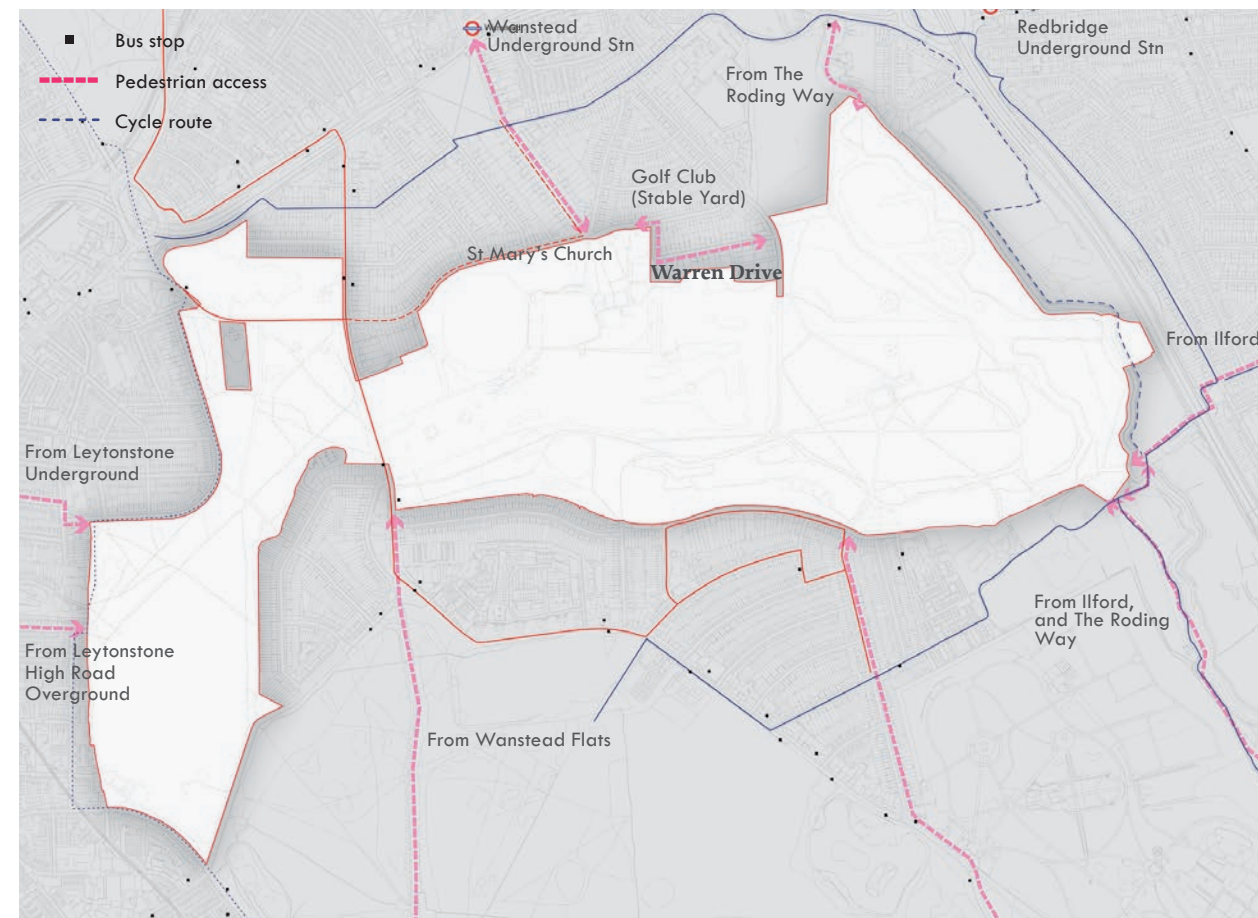 Bus stop
Pedestrian access
Cycle route
Wanstead
Underground Stn
Redbridge
Underground Stn
From The
Roding Way
Golf Club
(Stable Yard)
St Mary's Church
Warren Drive
From Ilford
From Leytonstone
Underground
From Leytonstone
High Road
Overground
From Ilford,
and The Roding
Way
From Wanstead Flats